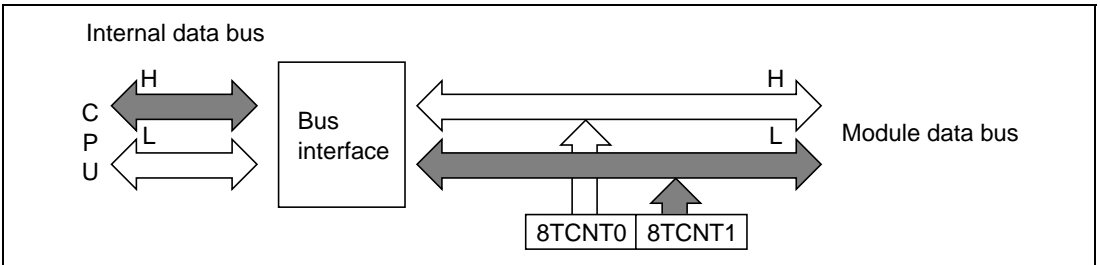 Internal data bus
H
L
C
P
U
Bus
interface
H
L
Module data bus
8TCNT0 8TCNT1